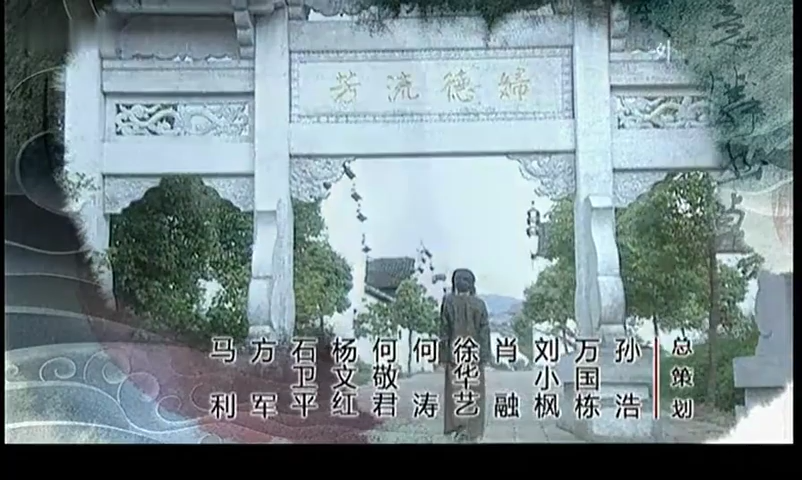 婦德流芳
总策划
孙浩
万国栋
刘小枫
肖融
徐华艺
何涛
何敬君
杨文红
石卫平
方军
马利